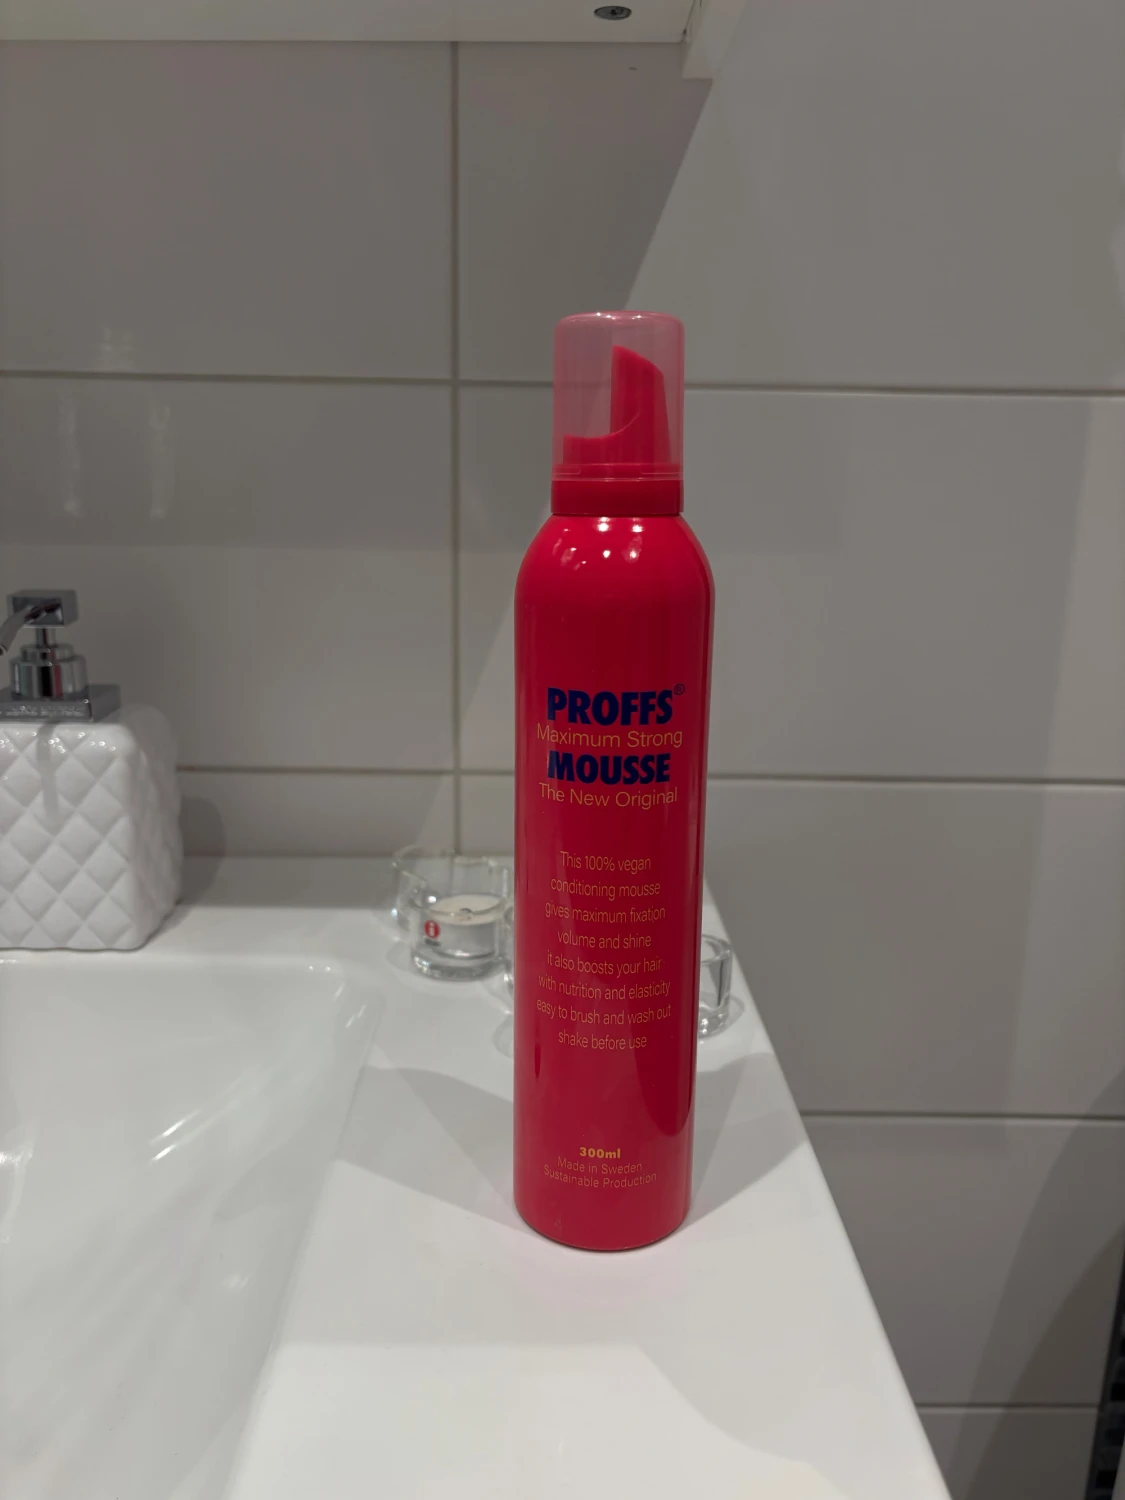 PROFFS®
Maximum Strong
MOUSSE
The New Original
This 100% vegan
conditioning mousse
gives maximum fixation
volume and shine
it also boosts your hair
with nutrition and elasticity
easy to brush and wash out
shake before use
300ml
Made in Sweden
Sustainable Production
i